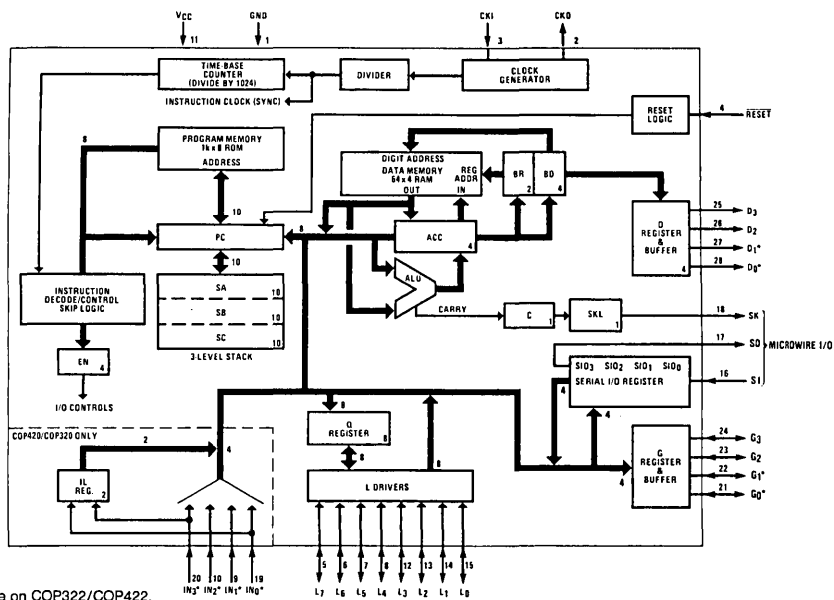 VCC GND CKI CKO
11 1 3 2
TIME-BASE
COUNTER
(DIVIDE BY 1024)
DIVIDER
CLOCK
GENERATOR
INSTRUCTION CLOCK (SYNC)
RESET
LOGIC
4 RESET
8
PROGRAM MEMORY
1k x 8 ROM
ADDRESS
DIGIT ADDRESS
DATA MEMORY
64 x 4 RAM
OUT
REG
ADDR
IN
BR
2
BD
4
10
8
PC
ACC
4
10
D
REGISTER
&
BUFFER
4
25 D3
26 D2
27 D1*
28 D0*
INSTRUCTION
DECODE/CONTROL
SKIP LOGIC
SA 10
SB 10
SC 10
3-LEVEL STACK
ALU
CARRY
C
1
SKL
1
18 SK
17 SO
MICROWIRE I/O
16 SI
EN
4
I/O CONTROLS
SIO3 SIO2 SIO1 SIO0
SERIAL I/O REGISTER
4
4
COP420/COP320 ONLY
2
4
IL
REG.
2
8
Q
REGISTER
8
8
8
L DRIVERS
G
REGISTER
&
BUFFER
4
24 G3
23 G2
22 G1*
21 G0*
20 10 9 19
IN3* IN2* IN1* IN0*
5 6 7 8 12 13 14 15
L7 L6 L5 L4 L3 L2 L1 L0
on COP322/COP422.